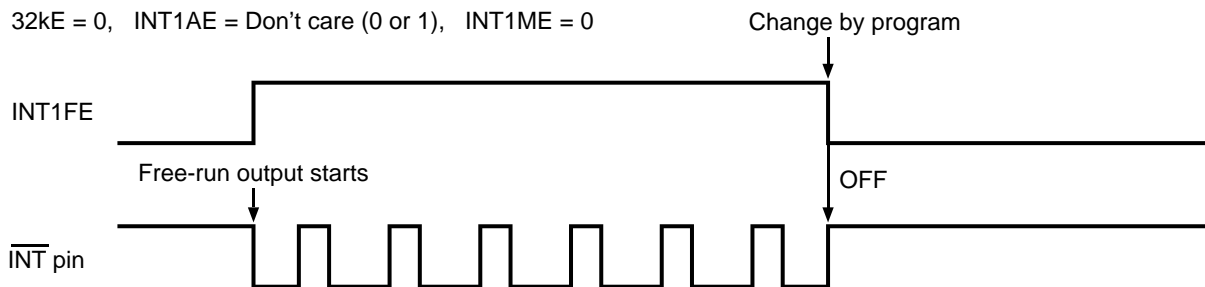 32kE = 0, INT1AE = Don't care (0 or 1), INT1ME = 0
Change by program
INT1FE
Free-run output starts
OFF
INT pin